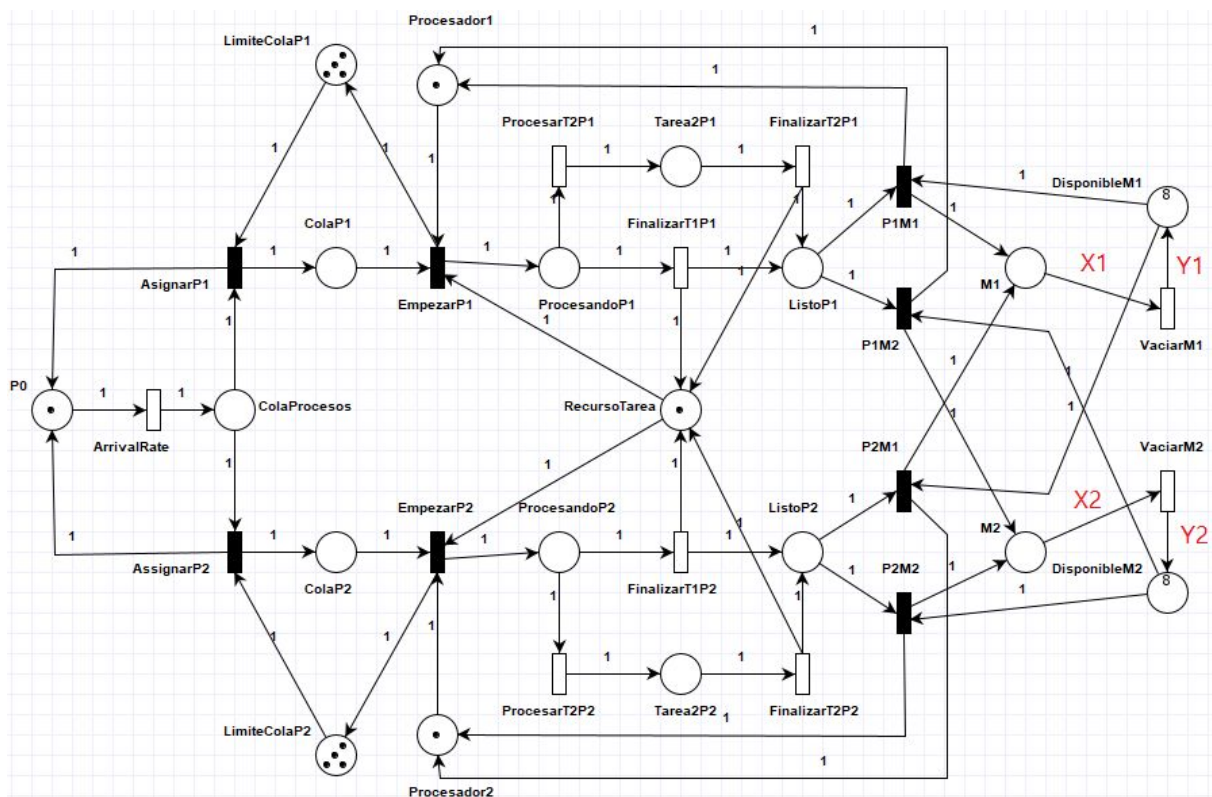 Procesador1
LimiteColaP1
1
1
ProcesarT2P1
Tarea2P1
FinalizarT2P1
1
1
1
1
1
1
DisponibleM1
8
P1M1
1
1
ColaP1
FinalizarT1P1
1
1
1
1
1
1
1
1
1
1
AsignarP1
EmpezarP1
ProcesandoP1
ListoP1
M1
X1
Y1
1
1
1
P1M2
VaciarM1
P0
1
1
ColaProcesos
RecursoTarea
1
1
1
1
ArrivalRate
1
1
1
P2M1
VaciarM2
EmpezarP2
ProcesandoP2
ListoP2
M2
X2
Y2
1
1
1
1
1
1
1
1
1
AssignarP2
ColaP2
FinalizarT1P2
P2M2
DisponibleM2
8
1
1
1
1
1
1
1
1
1
LimiteColaP2
ProcesarT2P2
Tarea2P2
FinalizarT2P2
1
1
Procesador2